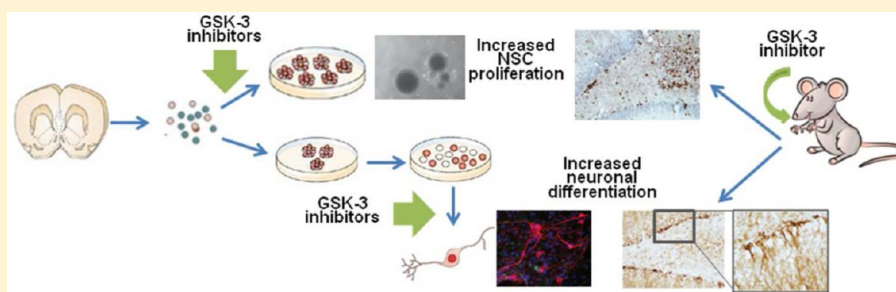 GSK-3
inhibitors
Increased
NSC
proliferation
GSK-3
inhibitor
Increased
neuronal
differentiation
GSK-3
inhibitors